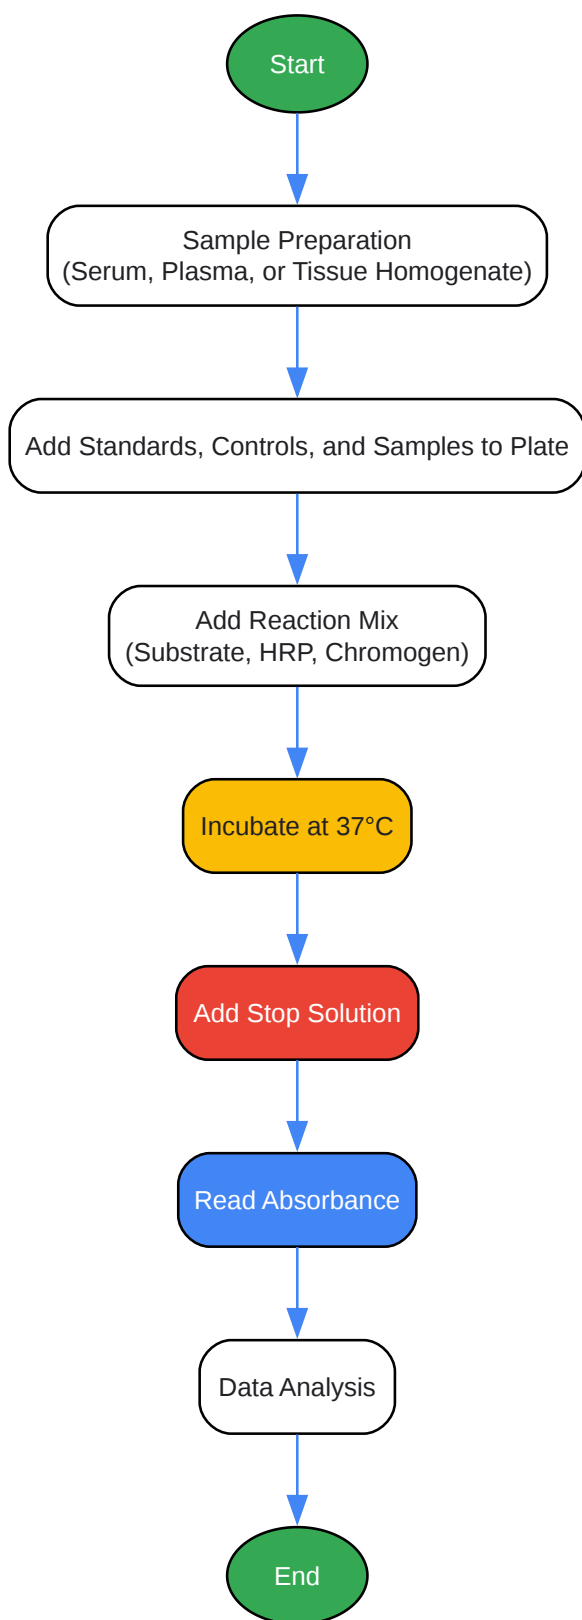 Start
Sample Preparation
(Serum, Plasma, or Tissue Homogenate)
Add Standards, Controls, and Samples to Plate
Add Reaction Mix
(Substrate, HRP, Chromogen)
Incubate at 37°C
Add Stop Solution
Read Absorbance
Data Analysis
End